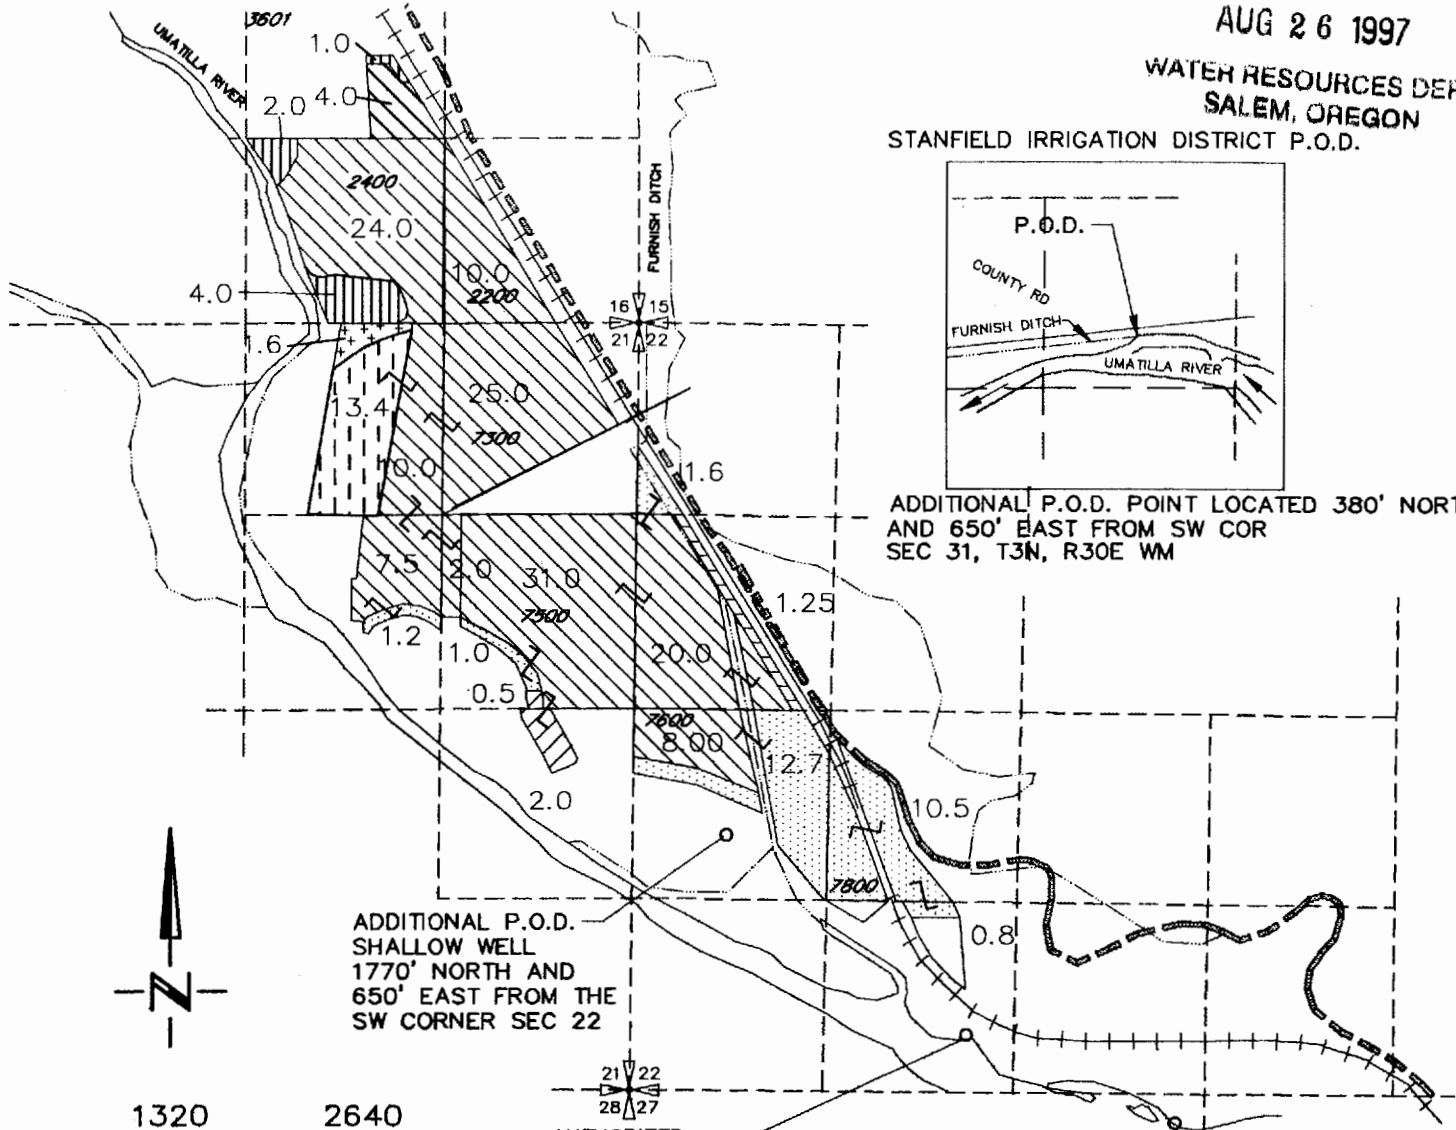 AUG 26 1997
WATER RESOURCES DEP
SALEM, OREGON
STANFIELD IRRIGATION DISTRICT P.O.D.
P.O.D.
COUNTY RD
FURNISH DITCH
UMATILLA RIVER
ADDITIONAL P.O.D. POINT LOCATED 380' NORT
AND 650' EAST FROM SW COR
SEC 31, T3N, R30E WM
3601
UMATILLA RIVER
1.0
2.0
4.0
2400
24.0
FURNISH DITCH
10.0
2200
4.0
16 15
21 22
.6
25.0
13.4
7300
10.0
1.6
7.5
2.0
31.0
7500
1.25
1.2
1.0
20.0
0.5
7600
8.00
12.7
2.0
10.5
7800
0.8
ADDITIONAL P.O.D.
SHALLOW WELL
1770' NORTH AND
650' EAST FROM THE
SW CORNER SEC 22
N
21 22
28 27
1320 2640